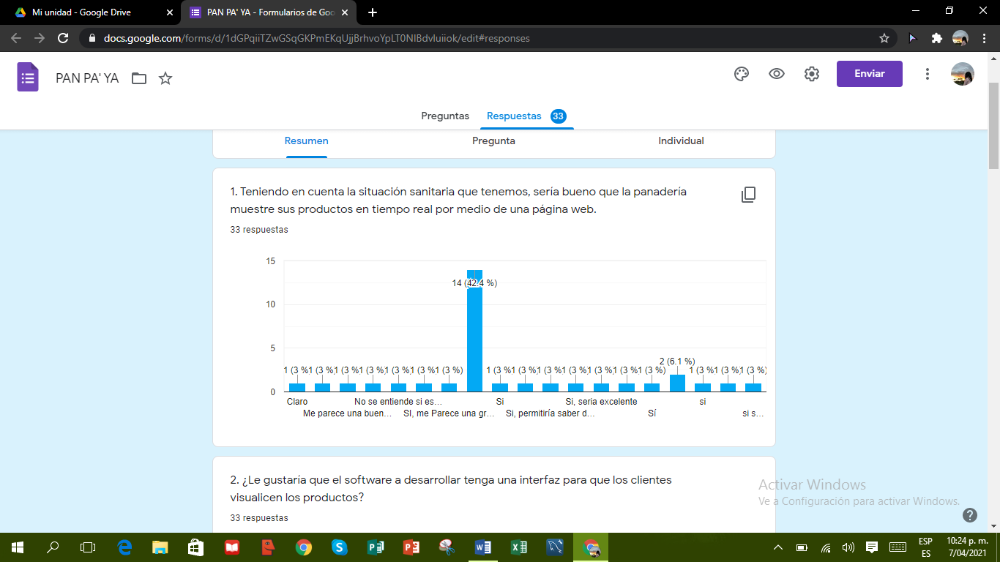 Mi unidad - Google Drive
PAN PA' YA - Formularios de Goo
docs.google.com/forms/d/1dGPqiiTZwGSqGKPmEKqUjjBrhvoYpLT0NIBdvIuiiok/edit#responses
PAN PA' YA
Enviar
Preguntas
Respuestas 33
Resumen
Pregunta
Individual
1. Teniendo en cuenta la situación sanitaria que tenemos, sería bueno que la panadería
muestre sus productos en tiempo real por medio de una página web.
33 respuestas
15
14 (42.4 %)
10
5
2 (6.1 %)
1 (3 %1 (3 %1 (3 %1 (3 %1 (3 %1 (3 %1 (3 %) 1 (3 %1 (3 %1 (3 %1 (3 %1 (3 %1 (3 %1 (3 %) 1 (3 %1 (3 %1 (3 %)
0
Claro No se entiende si es... Si Si, seria excelente si
Me parece una buen... SI, me Parece una gr... Si, permitiría saber d... Sí si s...
2. ¿Le gustaría que el software a desarrollar tenga una interfaz para que los clientes
visualicen los productos?
33 respuestas
Activar Windows
Ve a Configuración para activar Windows.
ESP
ES
10:24 p. m.
7/04/2021